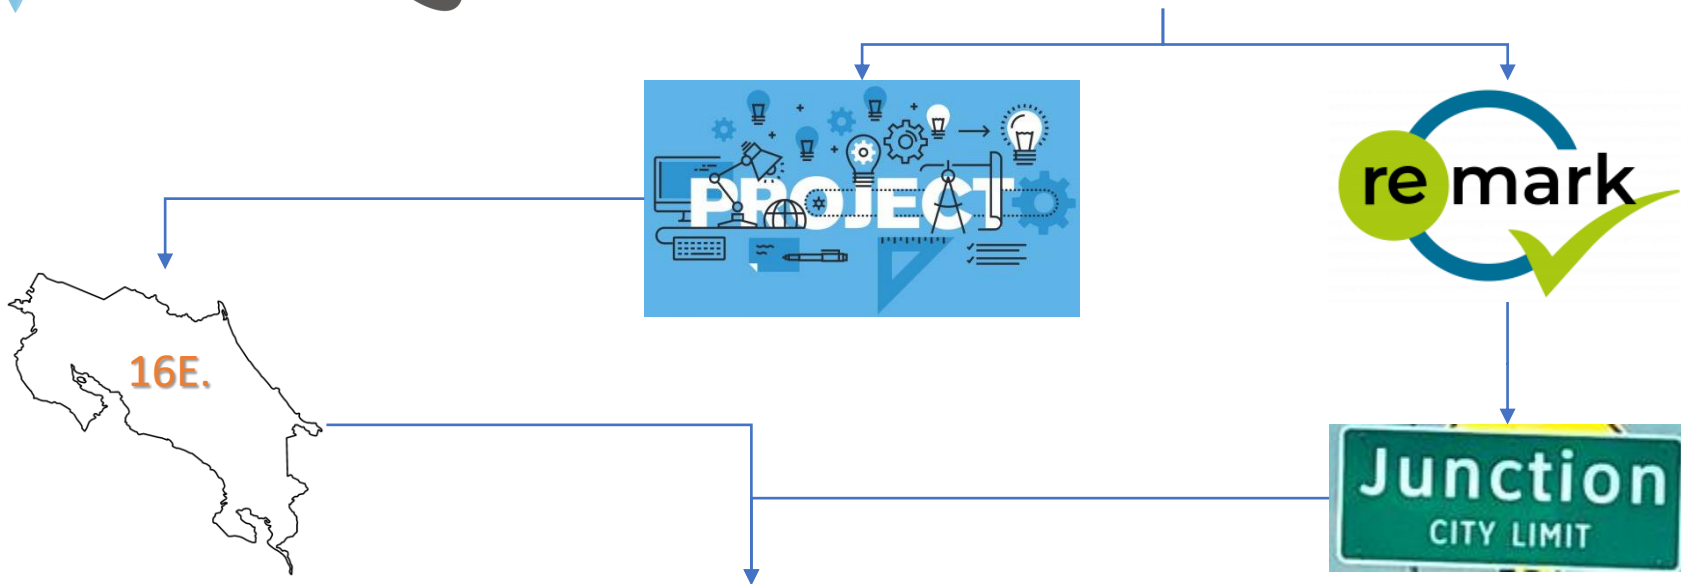 PROJECT
re mark
16E.
Junction
CITY LIMIT